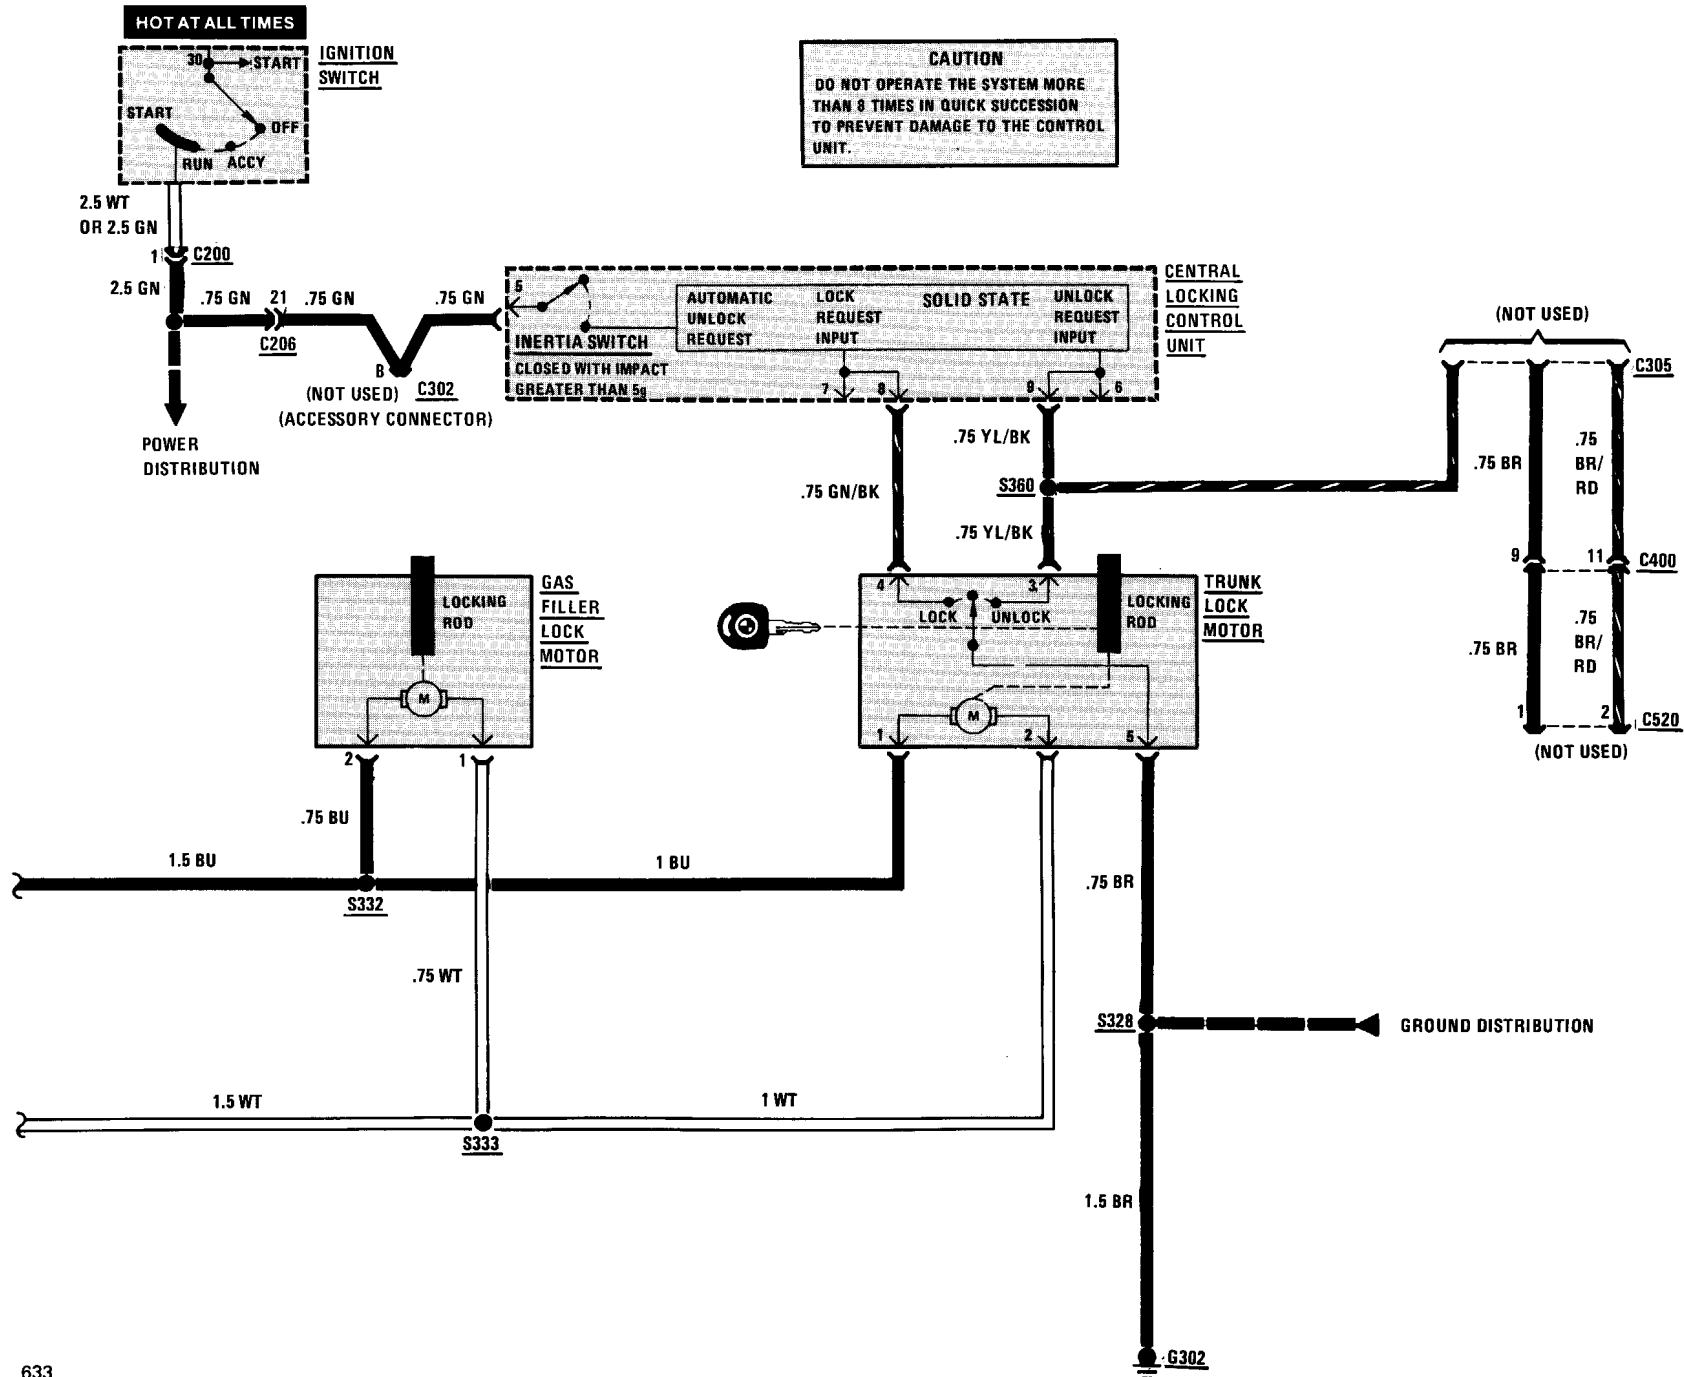 HOT AT ALL TIMES
IGNITION
SWITCH
30
START
START
OFF
RUN
ACCY
2.5 WT
OR 2.5 GN
1
C200
2.5 GN
.75 GN
21
.75 GN
.75 GN
C206
B
(NOT USED)
C302
(ACCESSORY CONNECTOR)
POWER
DISTRIBUTION
CAUTION
DO NOT OPERATE THE SYSTEM MORE
THAN 8 TIMES IN QUICK SUCCESSION
TO PREVENT DAMAGE TO THE CONTROL
UNIT.
CENTRAL
LOCKING
CONTROL
UNIT
5
INERTIA SWITCH
CLOSED WITH IMPACT
GREATER THAN 5g
AUTOMATIC
UNLOCK
REQUEST
LOCK
REQUEST
INPUT
SOLID STATE
UNLOCK
REQUEST
INPUT
7
8
9
6
.75 YL/BK
.75 GN/BK
S360
.75 YL/BK
(NOT USED)
C305
.75 BR
.75
BR/
RD
9
11
C400
.75 BR
.75
BR/
RD
1
2
C520
(NOT USED)
GAS
FILLER
LOCK
MOTOR
LOCKING
ROD
M
2
1
TRUNK
LOCK
MOTOR
4
3
LOCK
UNLOCK
LOCKING
ROD
M
1
2
5
.75 BU
1.5 BU
1 BU
S332
.75 WT
.75 BR
S328
GROUND DISTRIBUTION
1.5 WT
1 WT
S333
1.5 BR
G302
633